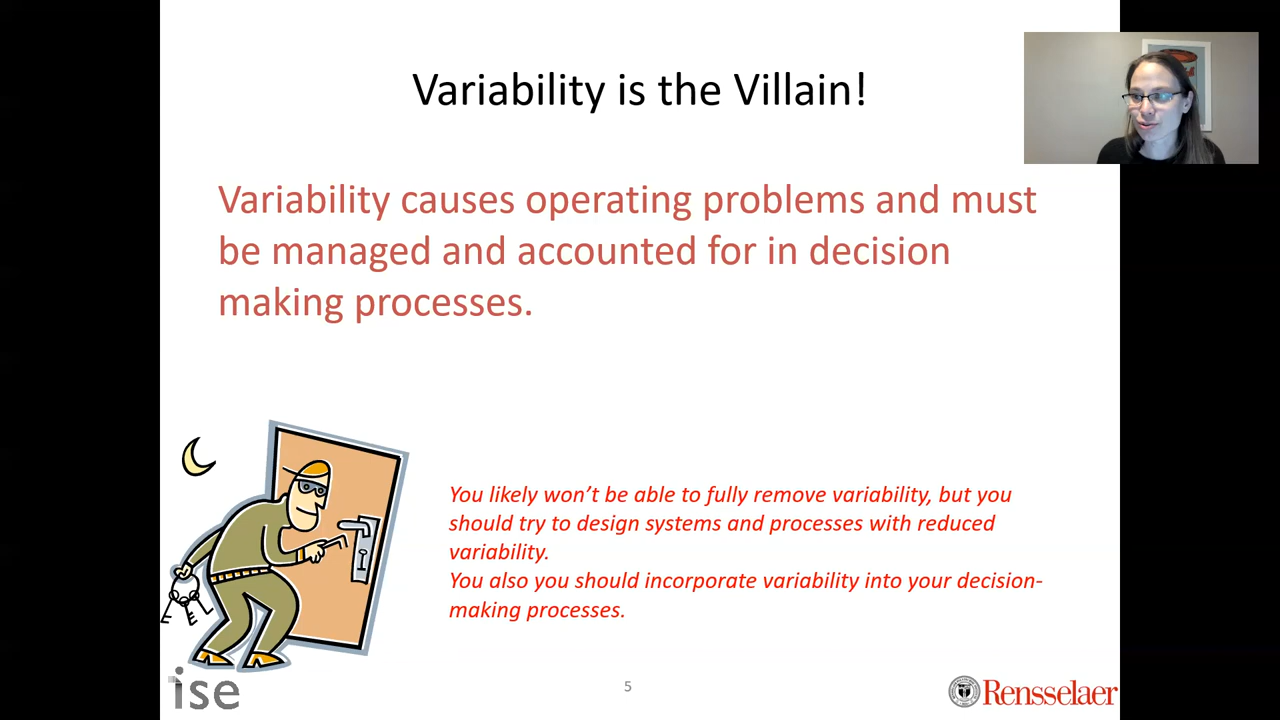 Variability is the Villain!
Variability causes operating problems and must
be managed and accounted for in decision
making processes.
You likely won't be able to fully remove variability, but you
should try to design systems and processes with reduced
variability.
You also you should incorporate variability into your decision-
making processes.
ise
5
Rensselaer